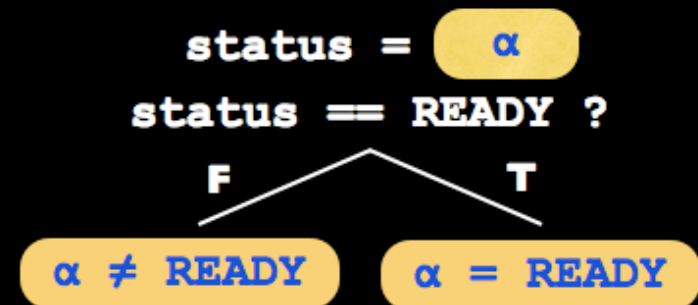 status = α
status == READY ?
F T
α ≠ READY α = READY